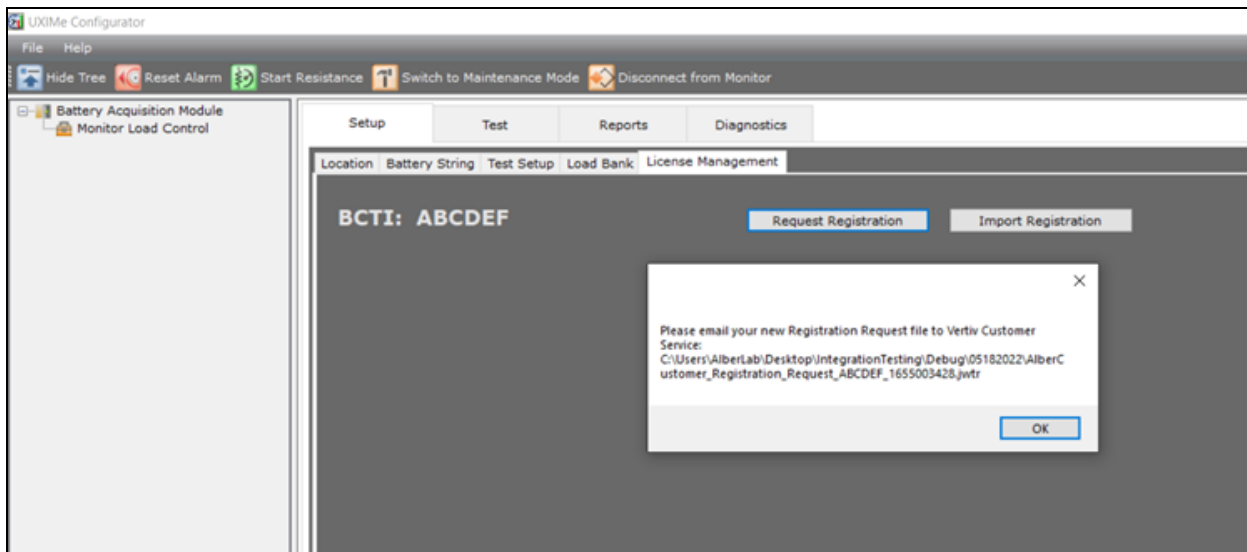 UXIMe Configurator
File Help
Hide Tree Reset Alarm Start Resistance Switch to Maintenance Mode Disconnect from Monitor
Battery Acquisition Module
Monitor Load Control
Setup Test Reports Diagnostics
Location Battery String Test Setup Load Bank License Management
BCTI: ABCDEF
Request Registration Import Registration
Please email your new Registration Request file to Vertiv Customer
Service:
C:\Users\AlberLab\Desktop\IntegrationTesting\Debug\05182022\AlberC
ustomer_Registration_Request_ABCDEF_1655003428.jwtr
OK